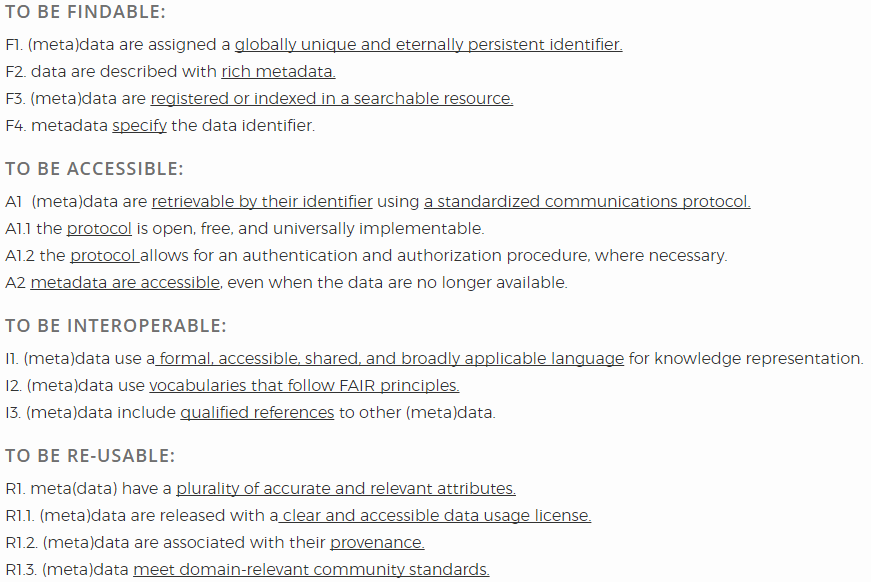 TO BE FINDABLE:
F1. (meta)data are assigned a globally unique and eternally persistent identifier.
F2. data are described with rich metadata.
F3. (meta)data are registered or indexed in a searchable resource.
F4. metadata specify the data identifier.
TO BE ACCESSIBLE:
A1 (meta)data are retrievable by their identifier using a standardized communications protocol.
A1.1 the protocol is open, free, and universally implementable.
A1.2 the protocol allows for an authentication and authorization procedure, where necessary.
A2 metadata are accessible, even when the data are no longer available.
TO BE INTEROPERABLE:
I1. (meta)data use a formal, accessible, shared, and broadly applicable language for knowledge representation.
I2. (meta)data use vocabularies that follow FAIR principles.
I3. (meta)data include qualified references to other (meta)data.
TO BE RE-USABLE:
R1. meta(data) have a plurality of accurate and relevant attributes.
R1.1. (meta)data are released with a clear and accessible data usage license.
R1.2. (meta)data are associated with their provenance.
R1.3. (meta)data meet domain-relevant community standards.